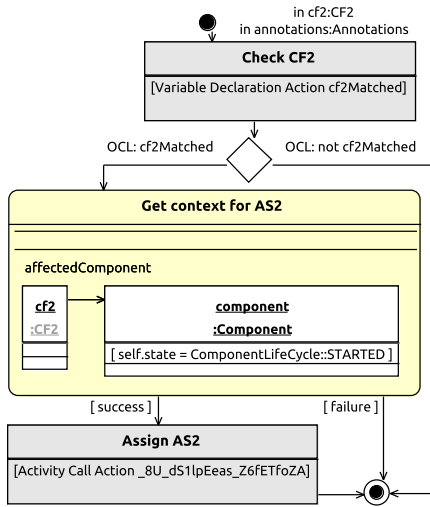 in cf2:CF2
in annotations:Annotations
Check CF2
[Variable Declaration Action cf2Matched]
OCL: cf2Matched
OCL: not cf2Matched
Get context for AS2
affectedComponent
cf2
:CF2
component
:Component
[ self.state = ComponentLifeCycle::STARTED ]
[ success ]
[ failure ]
Assign AS2
[Activity Call Action _8U_dS1lpEeas_Z6fETfoZA]